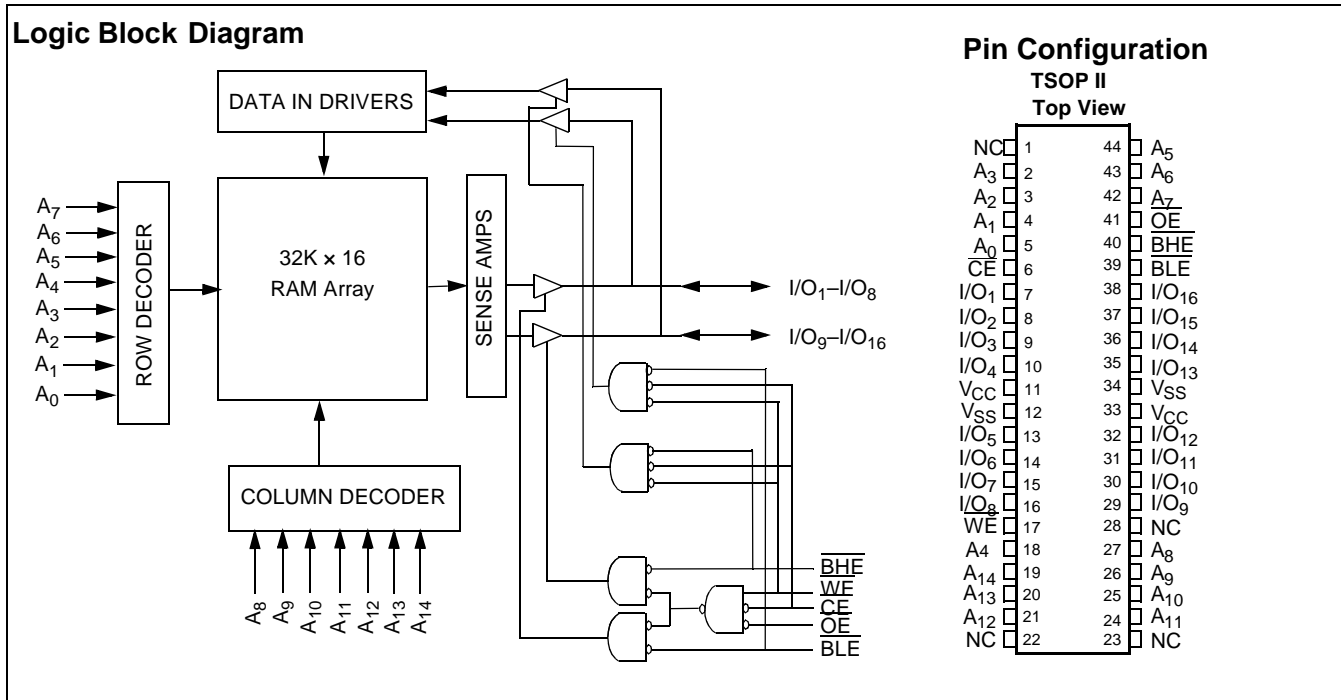 Logic Block Diagram
DATA IN DRIVERS
A7
A6
A5
A4
A3
A2
A1
A0
ROW DECODER
32K × 16
RAM Array
SENSE AMPS
I/O1–I/O8
I/O9–I/O16
COLUMN DECODER
A8
A9
A10
A11
A12
A13
A14
BHE
WE
CE
OE
BLE
Pin Configuration
TSOP II
Top View
NC 1 44 A5
A3 2 43 A6
A2 3 42 A7
A1 4 41 OE
A0 5 40 BHE
CE 6 39 BLE
I/O1 7 38 I/O16
I/O2 8 37 I/O15
I/O3 9 36 I/O14
I/O4 10 35 I/O13
VCC 11 34 VSS
VSS 12 33 VCC
I/O5 13 32 I/O12
I/O6 14 31 I/O11
I/O7 15 30 I/O10
I/O8 16 29 I/O9
WE 17 28 NC
A4 18 27 A8
A14 19 26 A9
A13 20 25 A10
A12 21 24 A11
NC 22 23 NC